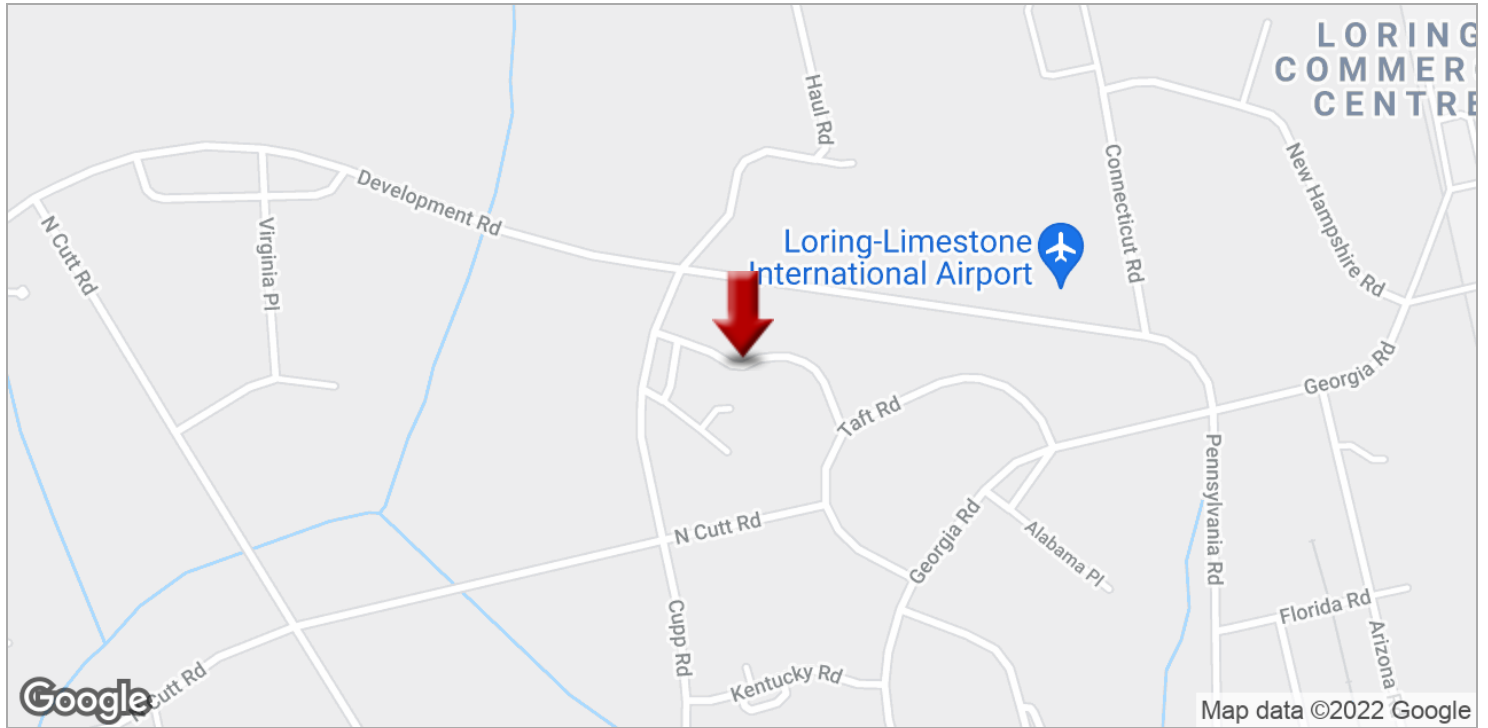 LORING
COMMERC
CENTRE
Haul Rd
Connecticut Rd
New Hampshire Rd
Development Rd
N Cutt Rd
Virginia Pl
Loring-Limestone
International Airport
Georgia Rd
Taft Rd
Pennsylvania Rd
N Cutt Rd
Georgia Rd
Alabama Pl
Florida Rd
Cupp Rd
Arizona R
Kentucky Rd
N Cutt Rd
Google
Map data ©2022 Google